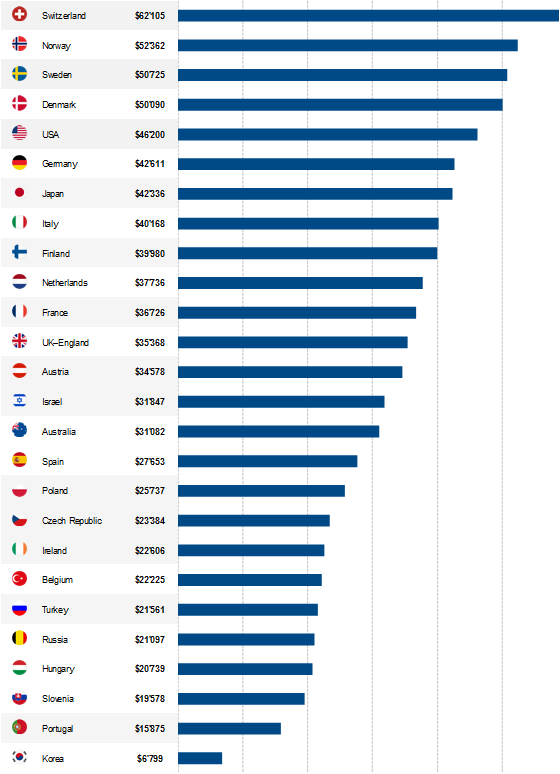 Switzerland $62'105
Norway $52'362
Sweden $50'725
Denmark $50'090
USA $46'200
Germany $42'611
Japan $42'336
Italy $40'168
Finland $39'980
Netherlands $37'736
France $36'726
UK–England $35'368
Austria $34'578
Israel $31'847
Australia $31'082
Spain $27'653
Poland $25'737
Czech Republic $23'384
Ireland $22'606
Belgium $22'225
Turkey $21'561
Russia $21'097
Hungary $20'739
Slovenia $19'578
Portugal $15'875
Korea $6'799